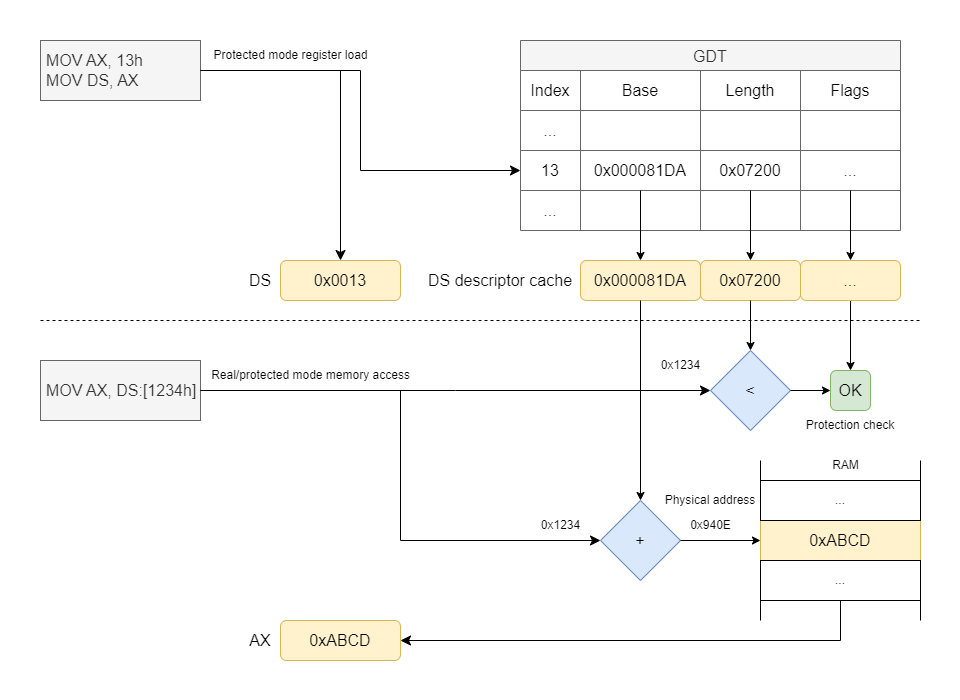 MOV AX, 13h
MOV DS, AX
Protected mode register load
GDT
Index Base Length Flags
...
13 0x000081DA 0x07200 ...
...
DS 0x0013 DS descriptor cache 0x000081DA 0x07200 ...
MOV AX, DS:[1234h]
Real/protected mode memory access
0x1234
<
OK
Protection check
RAM
...
Physical address
0x1234
+
0x940E
0xABCD
...
AX 0xABCD